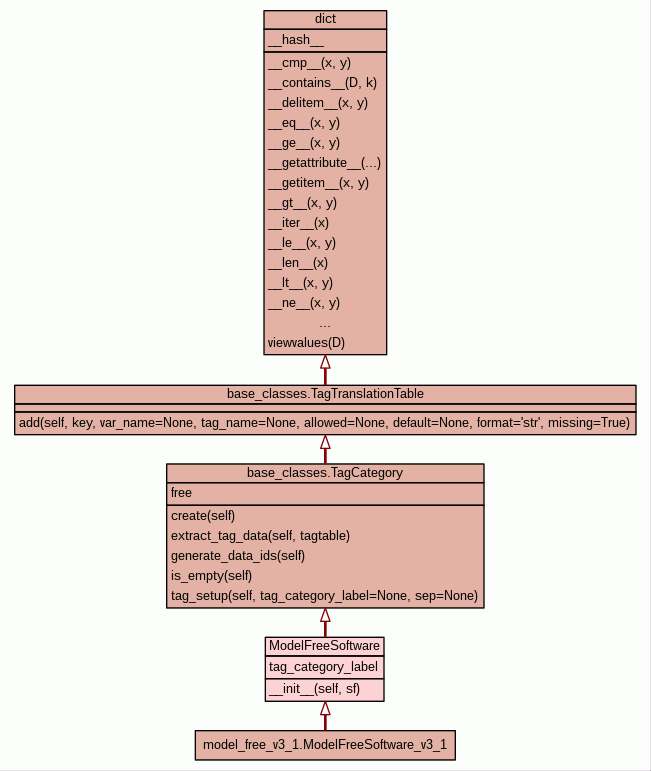 dict
__hash__
__cmp__(x, y)
__contains__(D, k)
__delitem__(x, y)
__eq__(x, y)
__ge__(x, y)
__getattribute__(...)
__getitem__(x, y)
__gt__(x, y)
__iter__(x)
__le__(x, y)
__len__(x)
__lt__(x, y)
__ne__(x, y)
...
viewvalues(D)
base_classes.TagTranslationTable
add(self, key, var_name=None, tag_name=None, allowed=None, default=None, format='str', missing=True)
base_classes.TagCategory
free
create(self)
extract_tag_data(self, tagtable)
generate_data_ids(self)
is_empty(self)
tag_setup(self, tag_category_label=None, sep=None)
ModelFreeSoftware
tag_category_label
__init__(self, sf)
model_free_v3_1.ModelFreeSoftware_v3_1